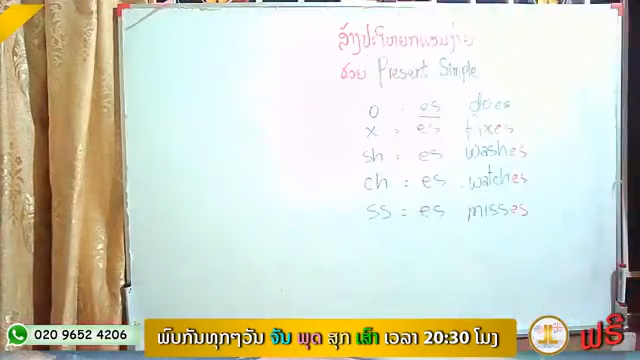 ສ້າງປະໂຫຍກແບບງ່າຍ
ຊ່ວຍ Present Simple
o . es does
x = es fixes
sh = es washes
ch = es . watches
ss = es misses
020 9652 4206
ພົບກັນທຸກໆວັນ ຈັນ ພຸດ ສຸກ ເສົາ ເວລາ 20:30 ໂມງ
ຟຣີ